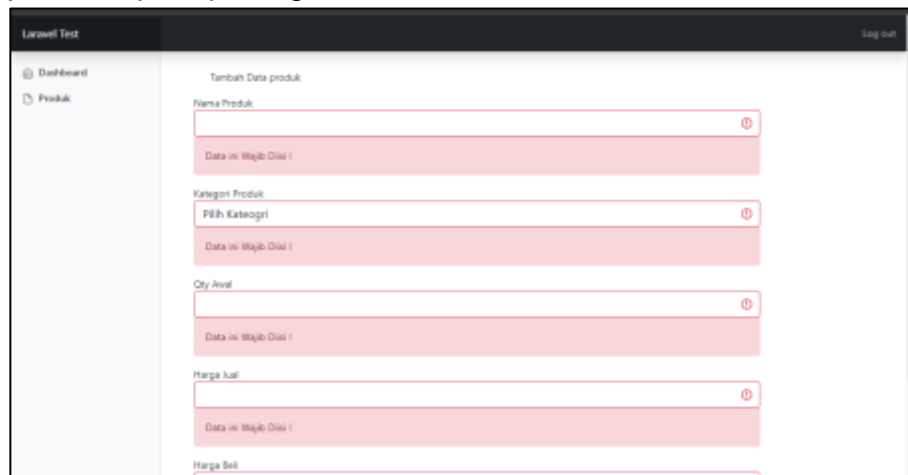 Laravel Test
Log out
Dashboard
Produk
Tambah Data produk
Nama Produk
Data ini Wajib Diisi !
Kategori Produk
Pilih Kateogri
Data ini Wajib Diisi !
Qty Awal
Data ini Wajib Diisi !
Harga Jual
Data ini Wajib Diisi !
Harga Beli